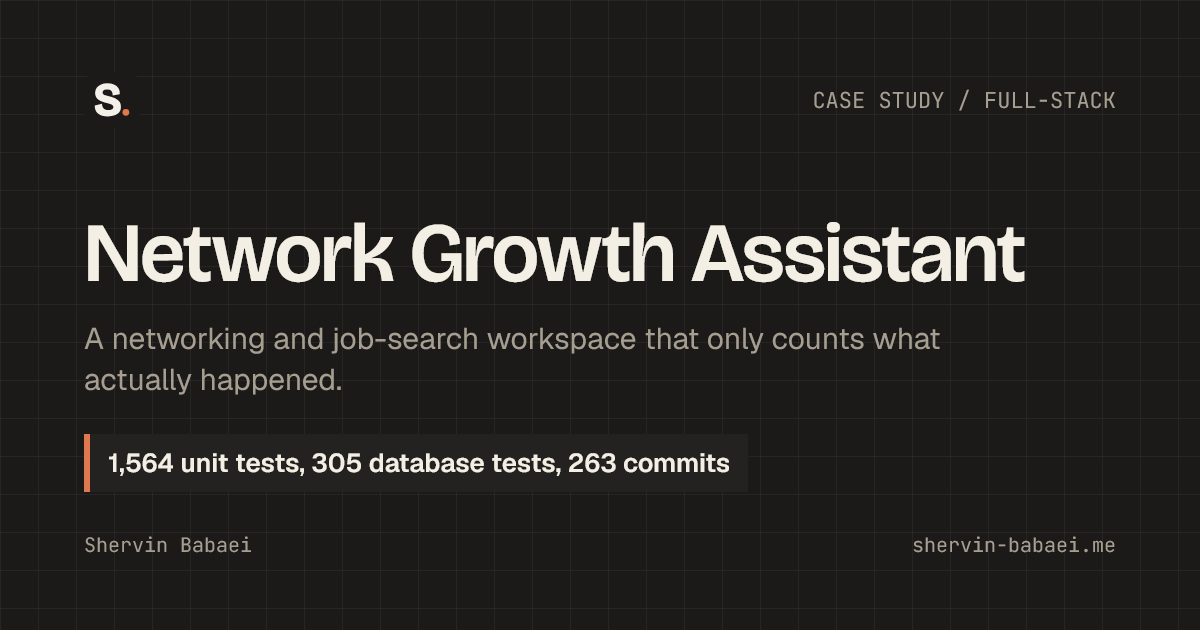 S.
CASE STUDY / FULL-STACK
Network Growth Assistant
A networking and job-search workspace that only counts what
actually happened.
1,564 unit tests, 305 database tests, 263 commits
Shervin Babaei
shervin-babaei.me